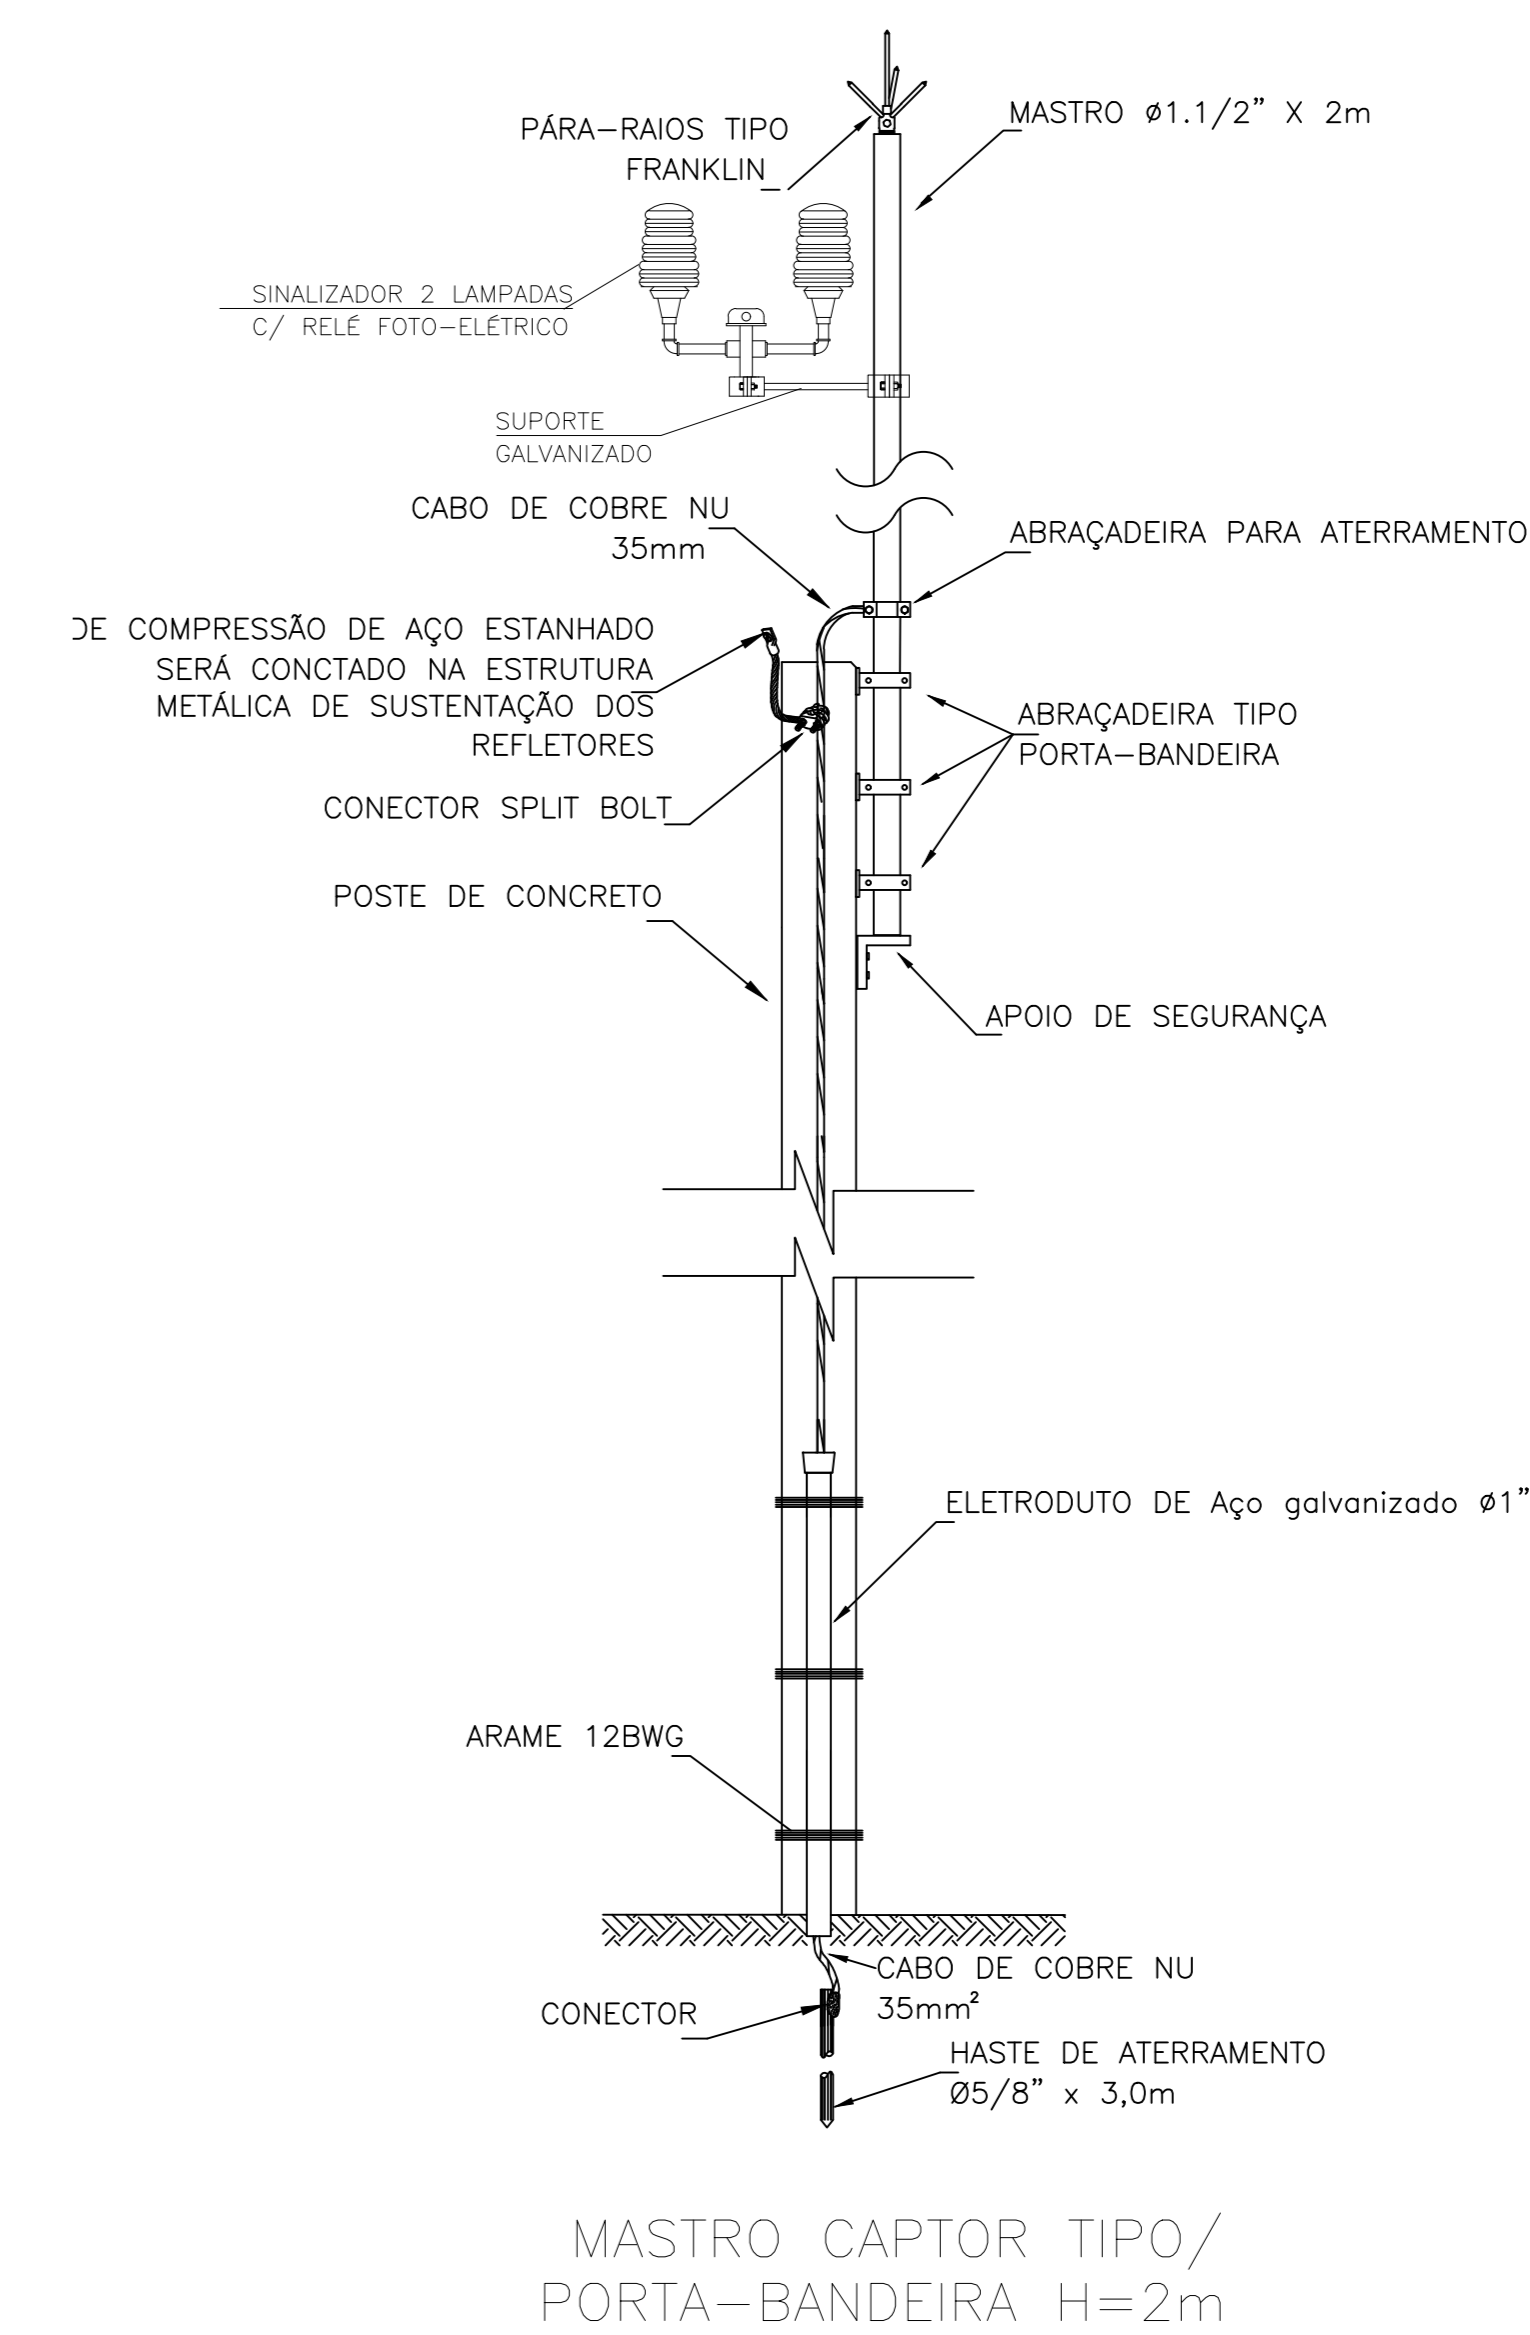 PÁRA-RAIOS TIPO
FRANKLIN
MASTRO ø1.1/2” X 2m
SINALIZADOR 2 LAMPADAS
C/ RELÉ FOTO-ELÉTRICO
SUPORTE
GALVANIZADO
CABO DE COBRE NU
35mm
ABRAÇADEIRA PARA ATERRAMENTO
DE COMPRESSÃO DE AÇO ESTANHADO
SERÁ CONCTADO NA ESTRUTURA
METÁLICA DE SUSTENTAÇÃO DOS
REFLETORES
ABRAÇADEIRA TIPO
PORTA-BANDEIRA
CONECTOR SPLIT BOLT
POSTE DE CONCRETO
APOIO DE SEGURANÇA
ELETRODUTO DE Aço galvanizado ø1”
ARAME 12BWG
CABO DE COBRE NU
35mm²
CONECTOR
HASTE DE ATERRAMENTO
Ø5/8” x 3,0m
MASTRO CAPTOR TIPO/
PORTA-BANDEIRA H=2m